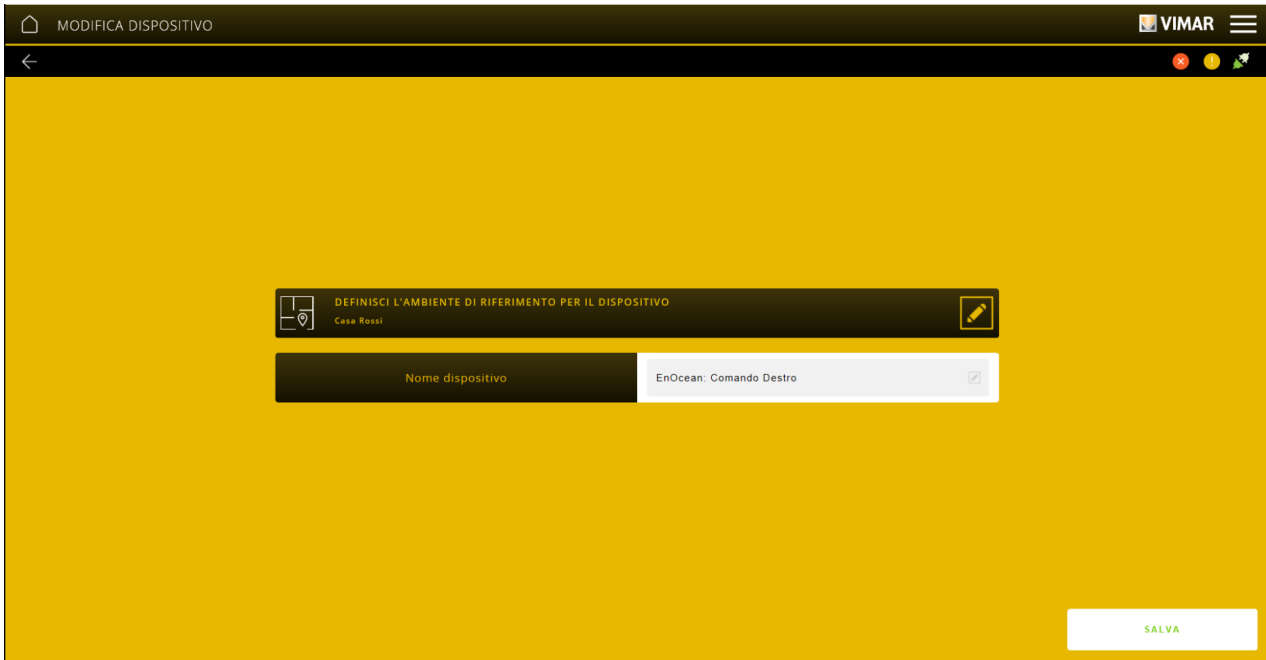 MODIFICA DISPOSITIVO
VIMAR
DEFINISCI L'AMBIENTE DI RIFERIMENTO PER IL DISPOSITIVO
Casa Rossi
Nome dispositivo
EnOcean: Comando Destro
SALVA